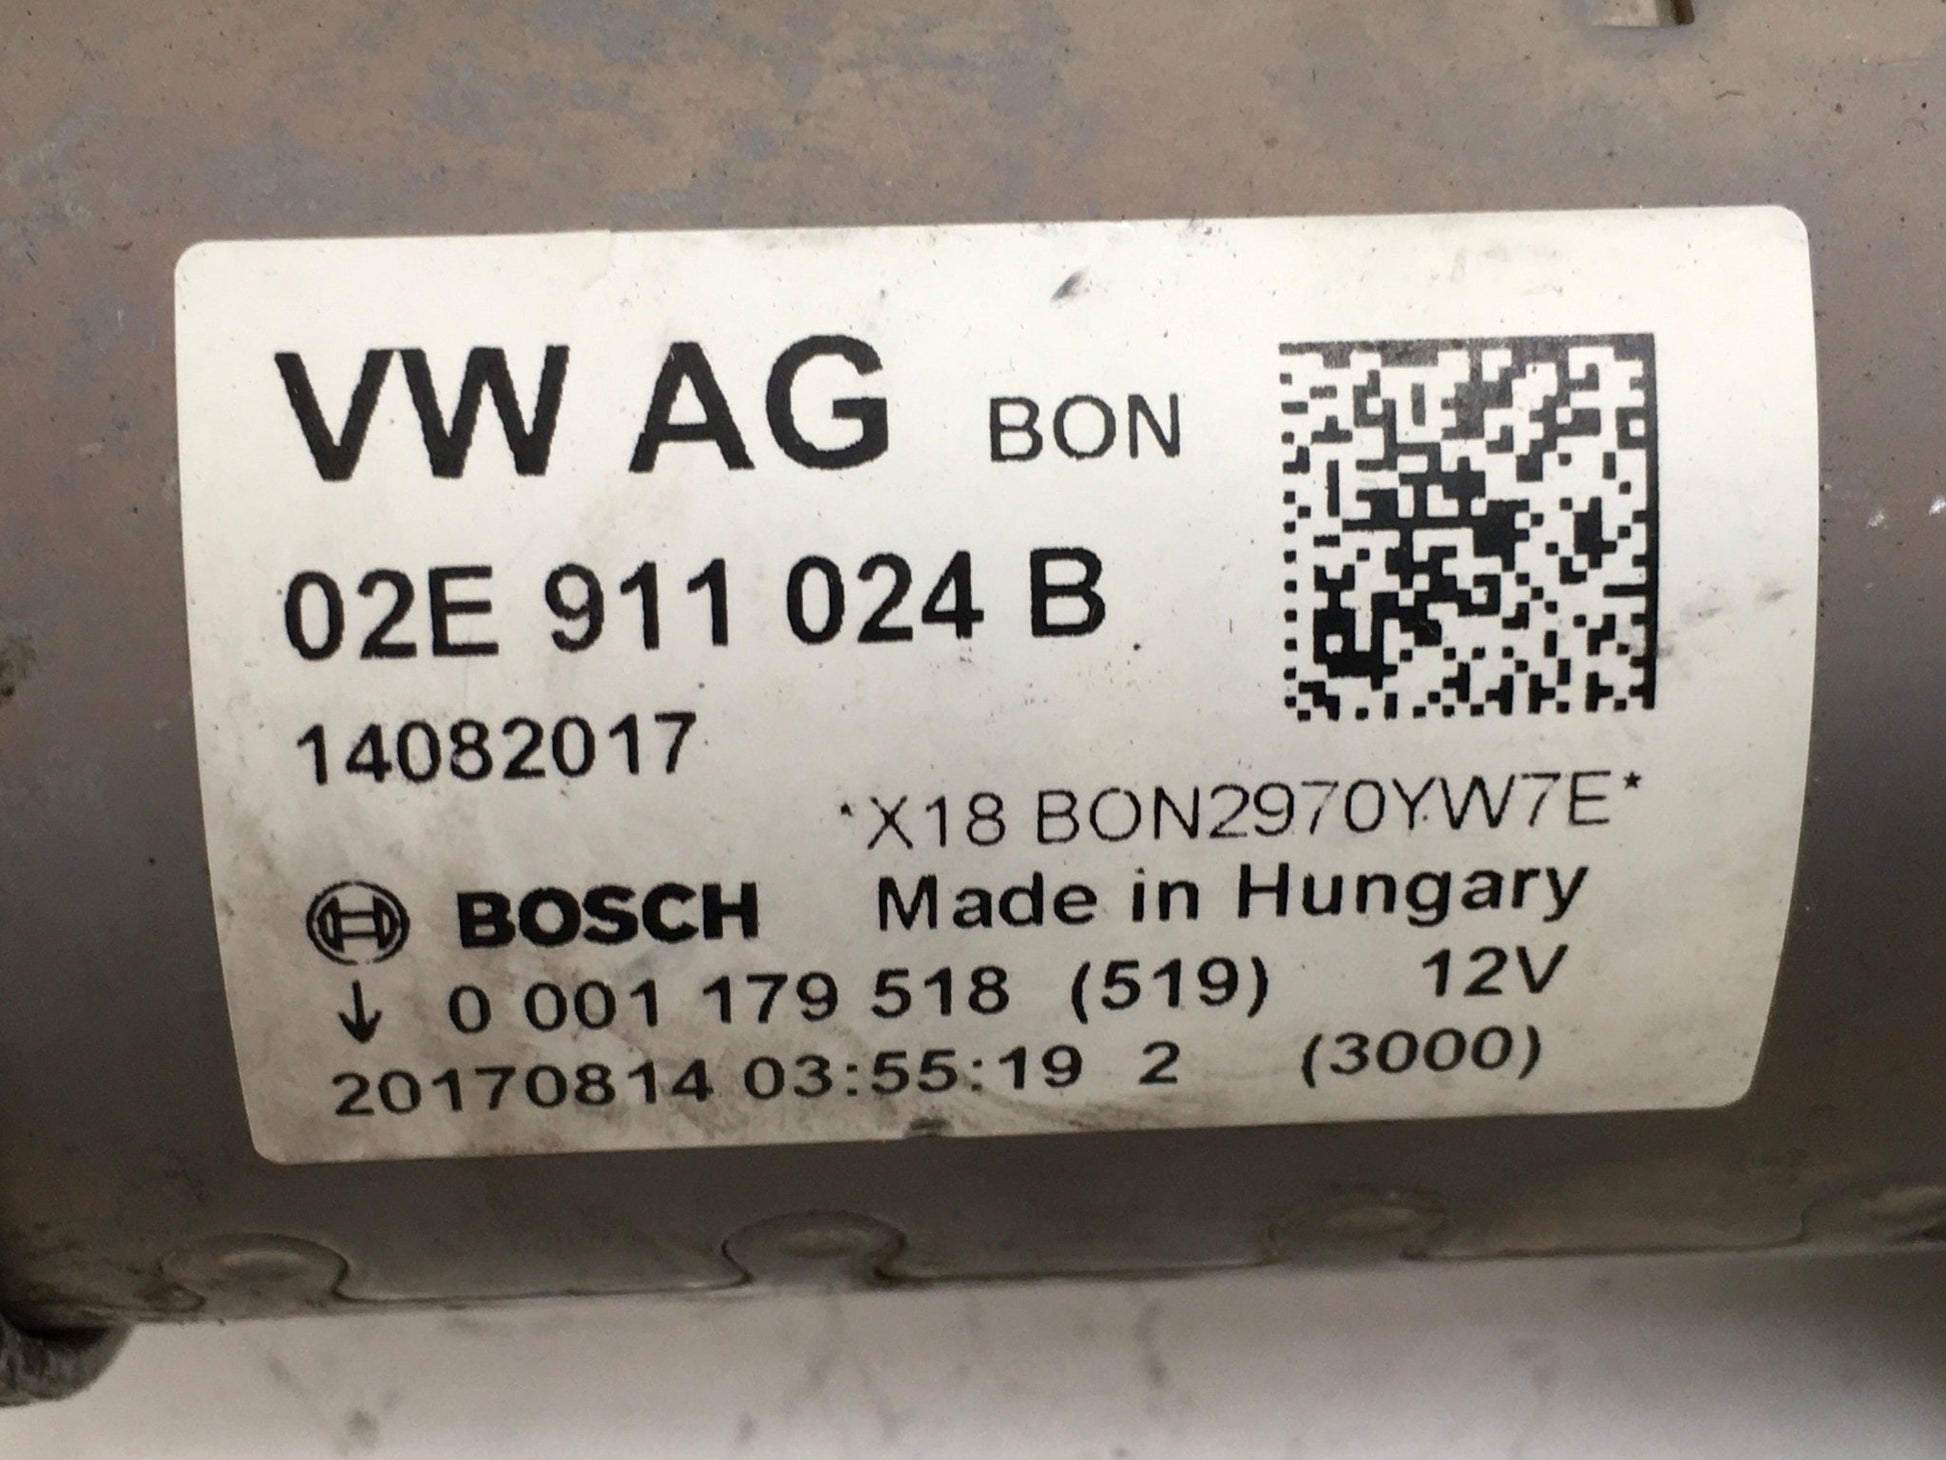 VW AG BON
02E 911 024 B
14082017
*X18 BON2970YW7E*
BOSCH Made in Hungary
↓ 0 001 179 518 (519) 12V
20170814 03:55:19 2 (3000)